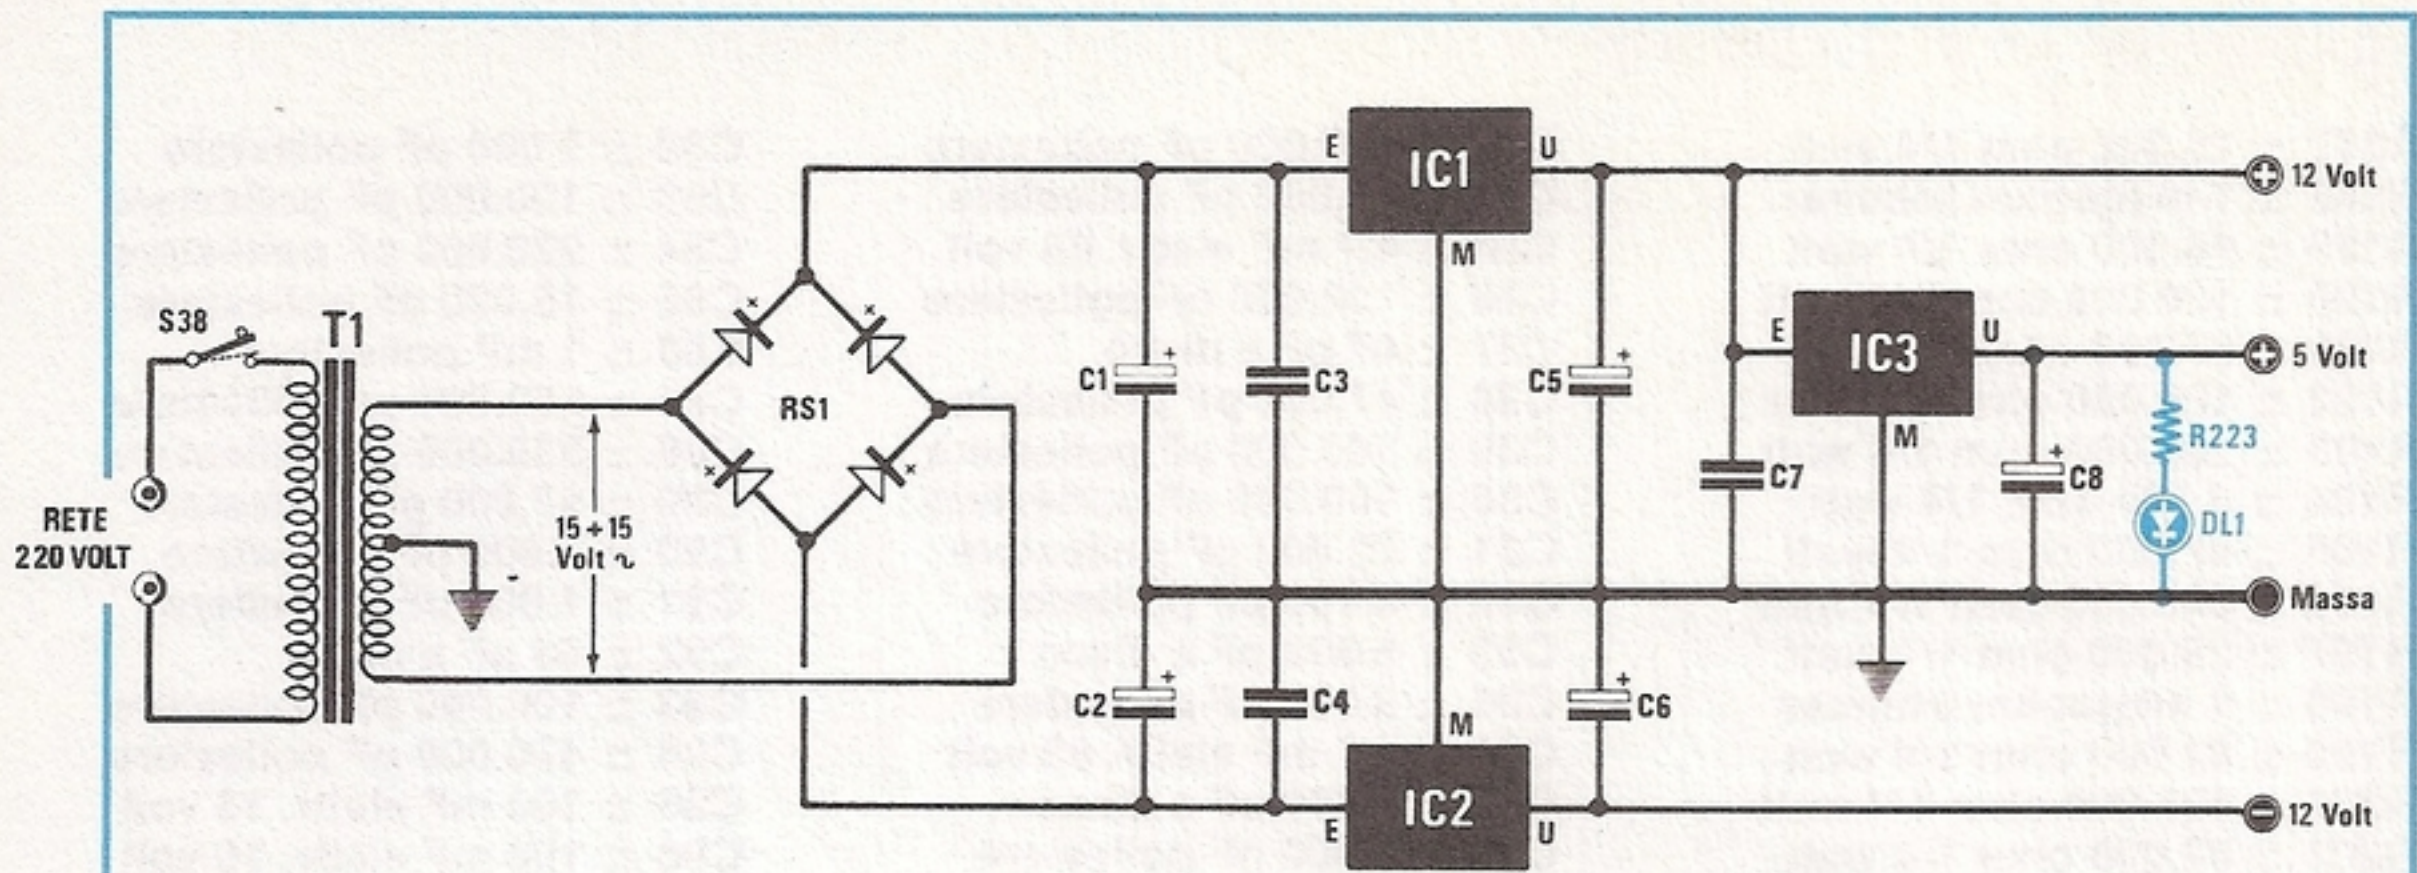 S38
T1
RETE
220 VOLT
15+15
Volt ~
RS1
C1
C2
C3
C4
E
IC1
U
M
C5
C6
M
E
IC2
U
E
IC3
U
M
C7
C8
R223
DL1
12 Volt
5 Volt
Massa
12 Volt